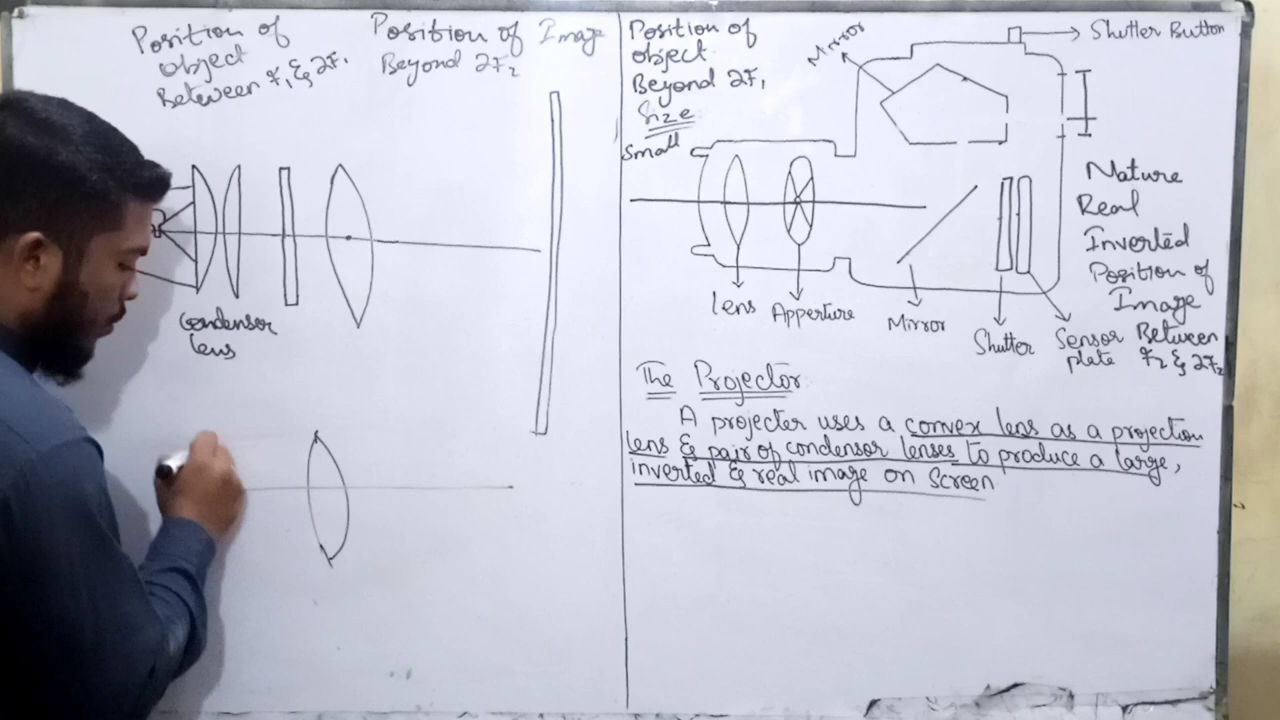 Position of
object
Between F₁ & 2F₁
Position of Image
Beyond 2F₂
Condensor
lens
Position of
object
Beyond 2F₁
Size
Small
Mirror
Shutter Button
Nature
Real
Inverted
Position of
Image
Between
F₂ & 2F₂
lens
Apperture
Mirror
Shutter
Sensor
plate
The Projector
A projecter uses a convex lens as a projection
lens & pair of condensor lenses to produce a large,
inverted & real image on Screen